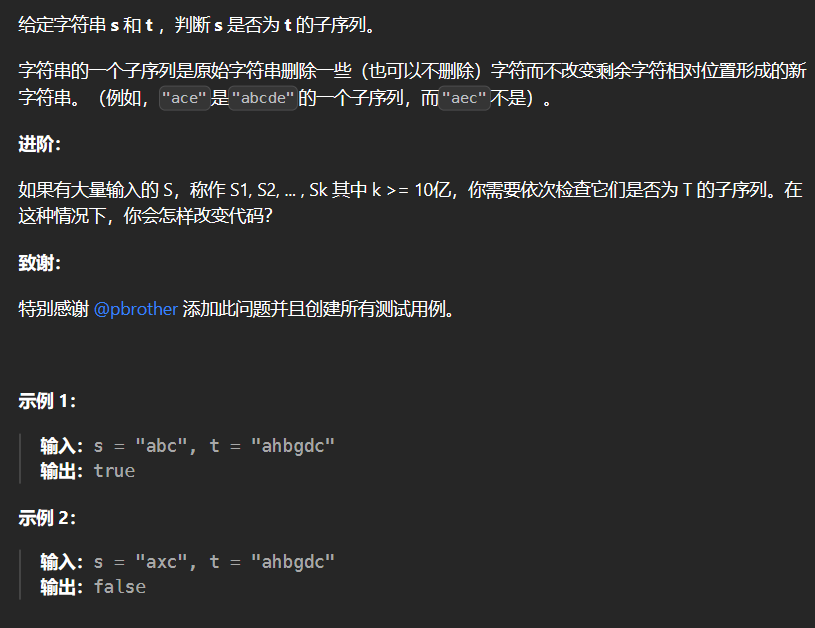 给定字符串 s 和 t ，判断 s 是否为 t 的子序列。
字符串的一个子序列是原始字符串删除一些（也可以不删除）字符而不改变剩余字符相对位置形成的新
字符串。（例如，"ace"是"abcde"的一个子序列，而"aec"不是）。
进阶：
如果有大量输入的 S，称作 S1, S2, ... , Sk 其中 k >= 10亿，你需要依次检查它们是否为 T 的子序列。在
这种情况下，你会怎样改变代码？
致谢：
特别感谢 @pbrother 添加此问题并且创建所有测试用例。
示例 1：
输入：s = "abc", t = "ahbgdc"
输出：true
示例 2：
输入：s = "axc", t = "ahbgdc"
输出：false